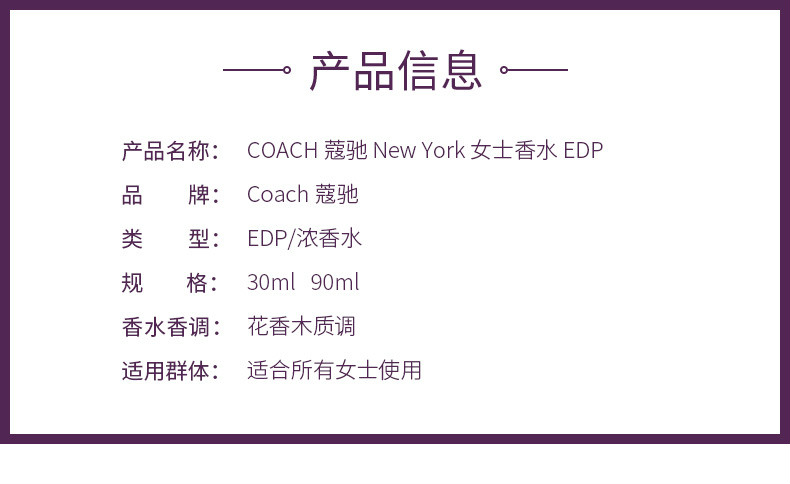 产品信息
产品名称： COACH 蔻驰 New York 女士香水 EDP
品 牌： Coach 蔻驰
类 型： EDP/浓香水
规 格： 30ml 90ml
香水香调： 花香木质调
适用群体： 适合所有女士使用